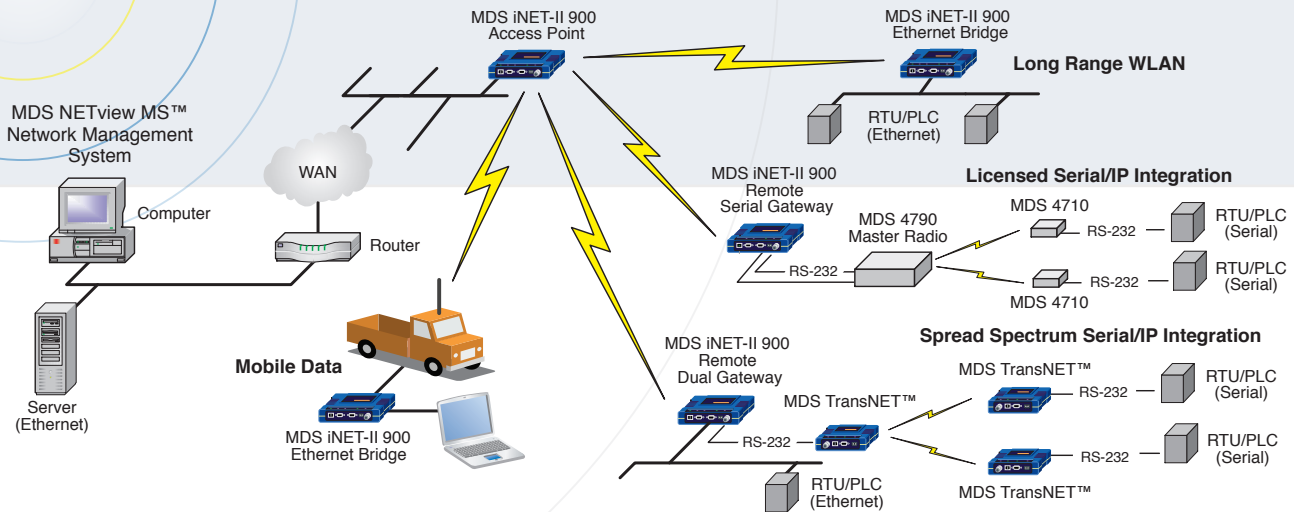 MDS iNET-II 900
Access Point
MDS iNET-II 900
Ethernet Bridge
Long Range WLAN
RTU/PLC
(Ethernet)
MDS NETview MS™
Network Management
System
Computer
WAN
Router
Server
(Ethernet)
Mobile Data
MDS iNET-II 900
Ethernet Bridge
MDS iNET-II 900
Remote
Serial Gateway
Licensed Serial/IP Integration
MDS 4790
Master Radio
RS-232
MDS 4710
RS-232
RTU/PLC
(Serial)
MDS 4710
RS-232
RTU/PLC
(Serial)
MDS iNET-II 900
Remote
Dual Gateway
Spread Spectrum Serial/IP Integration
MDS TransNET™
RS-232
MDS TransNET™
RS-232
RTU/PLC
(Serial)
MDS TransNET™
RS-232
RTU/PLC
(Serial)
RTU/PLC
(Ethernet)